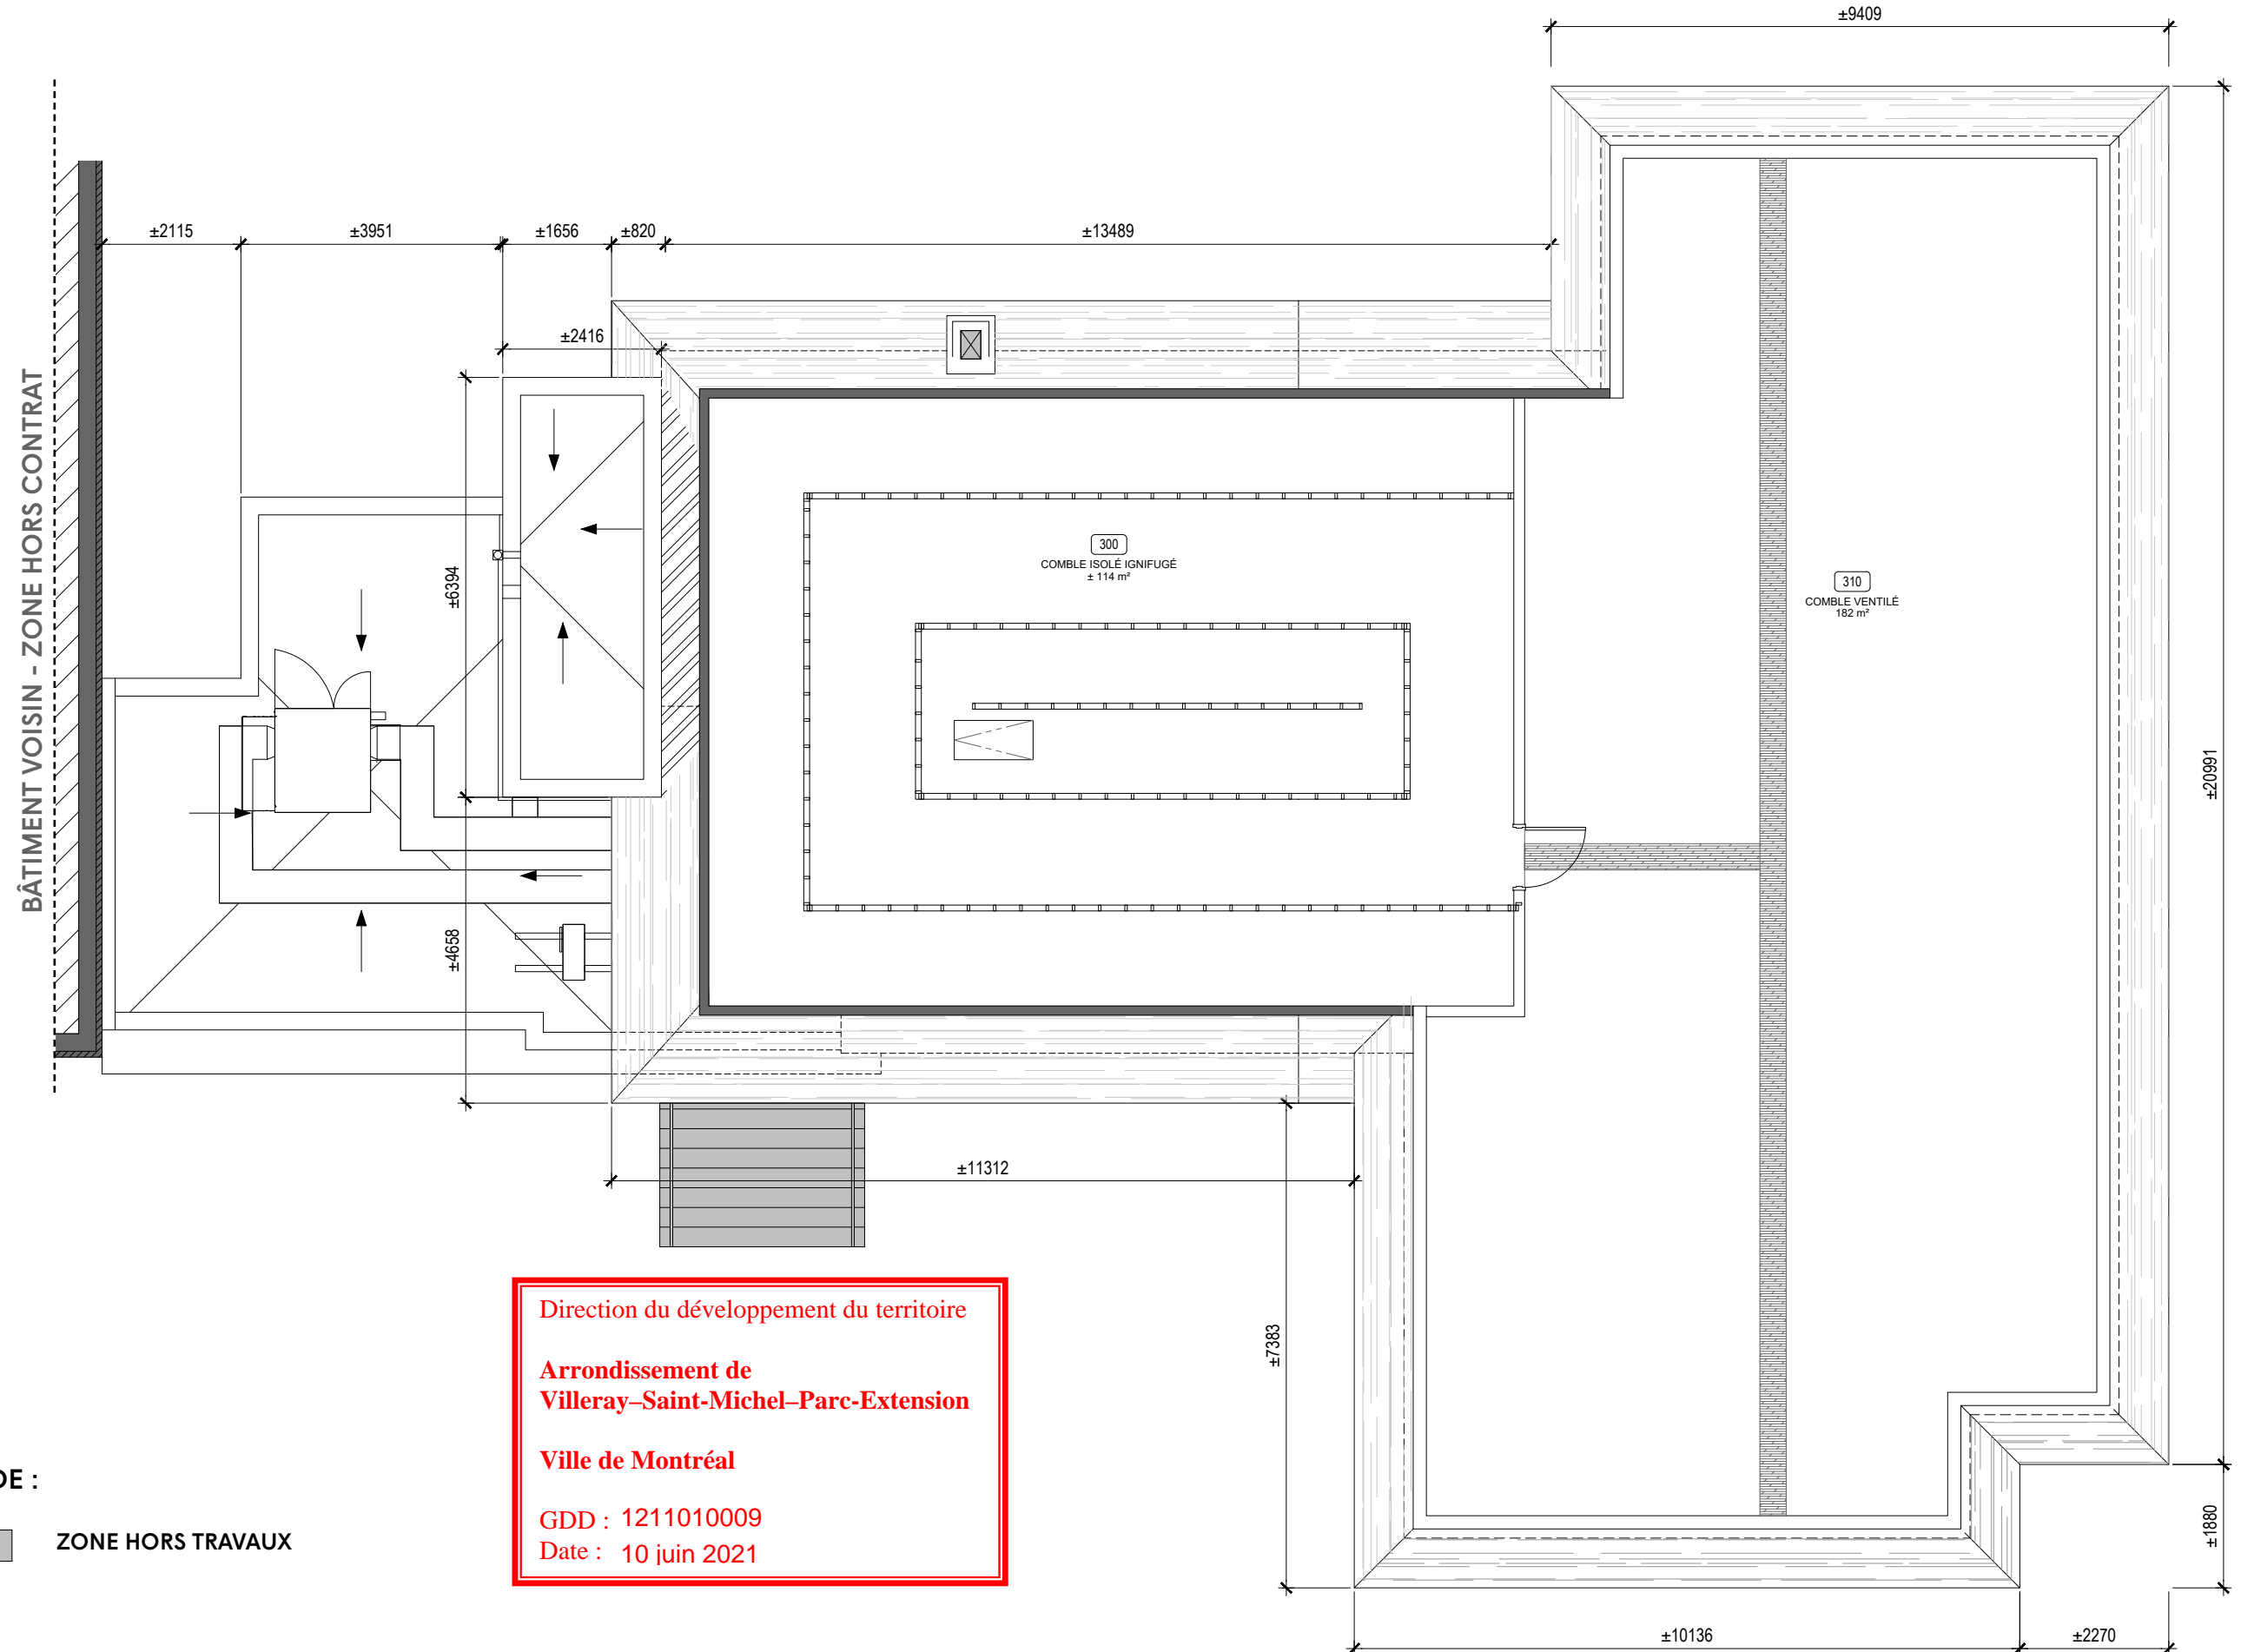 ±9409
±2115
±3951
±1656
±820
±13489
±2416
BÂTIMENT VOISIN - ZONE HORS CONTRAT
±6394
300
COMBLE ISOLÉ IGNIFUGÉ
± 114 m²
310
COMBLE VENTILÉ
182 m²
±20991
±4658
±11312
±7383
Direction du développement du territoire
Arrondissement de
Villeray–Saint-Michel–Parc-Extension
Ville de Montréal
GDD : 1211010009
Date : 10 juin 2021
DE :
ZONE HORS TRAVAUX
±1880
±10136
±2270